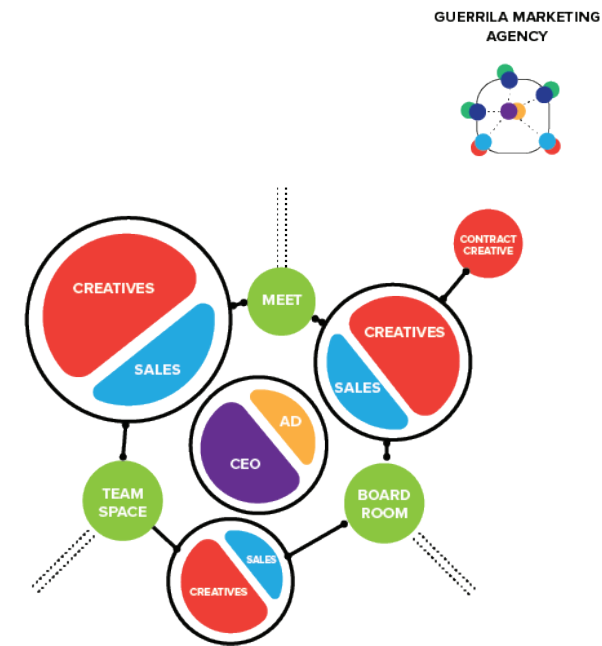 GUERRILA MARKETING
AGENCY
CONTRACT
CREATIVE
CREATIVES
MEET
CREATIVES
SALES
SALES
AD
CEO
TEAM
SPACE
BOARD
ROOM
SALES
CREATIVES